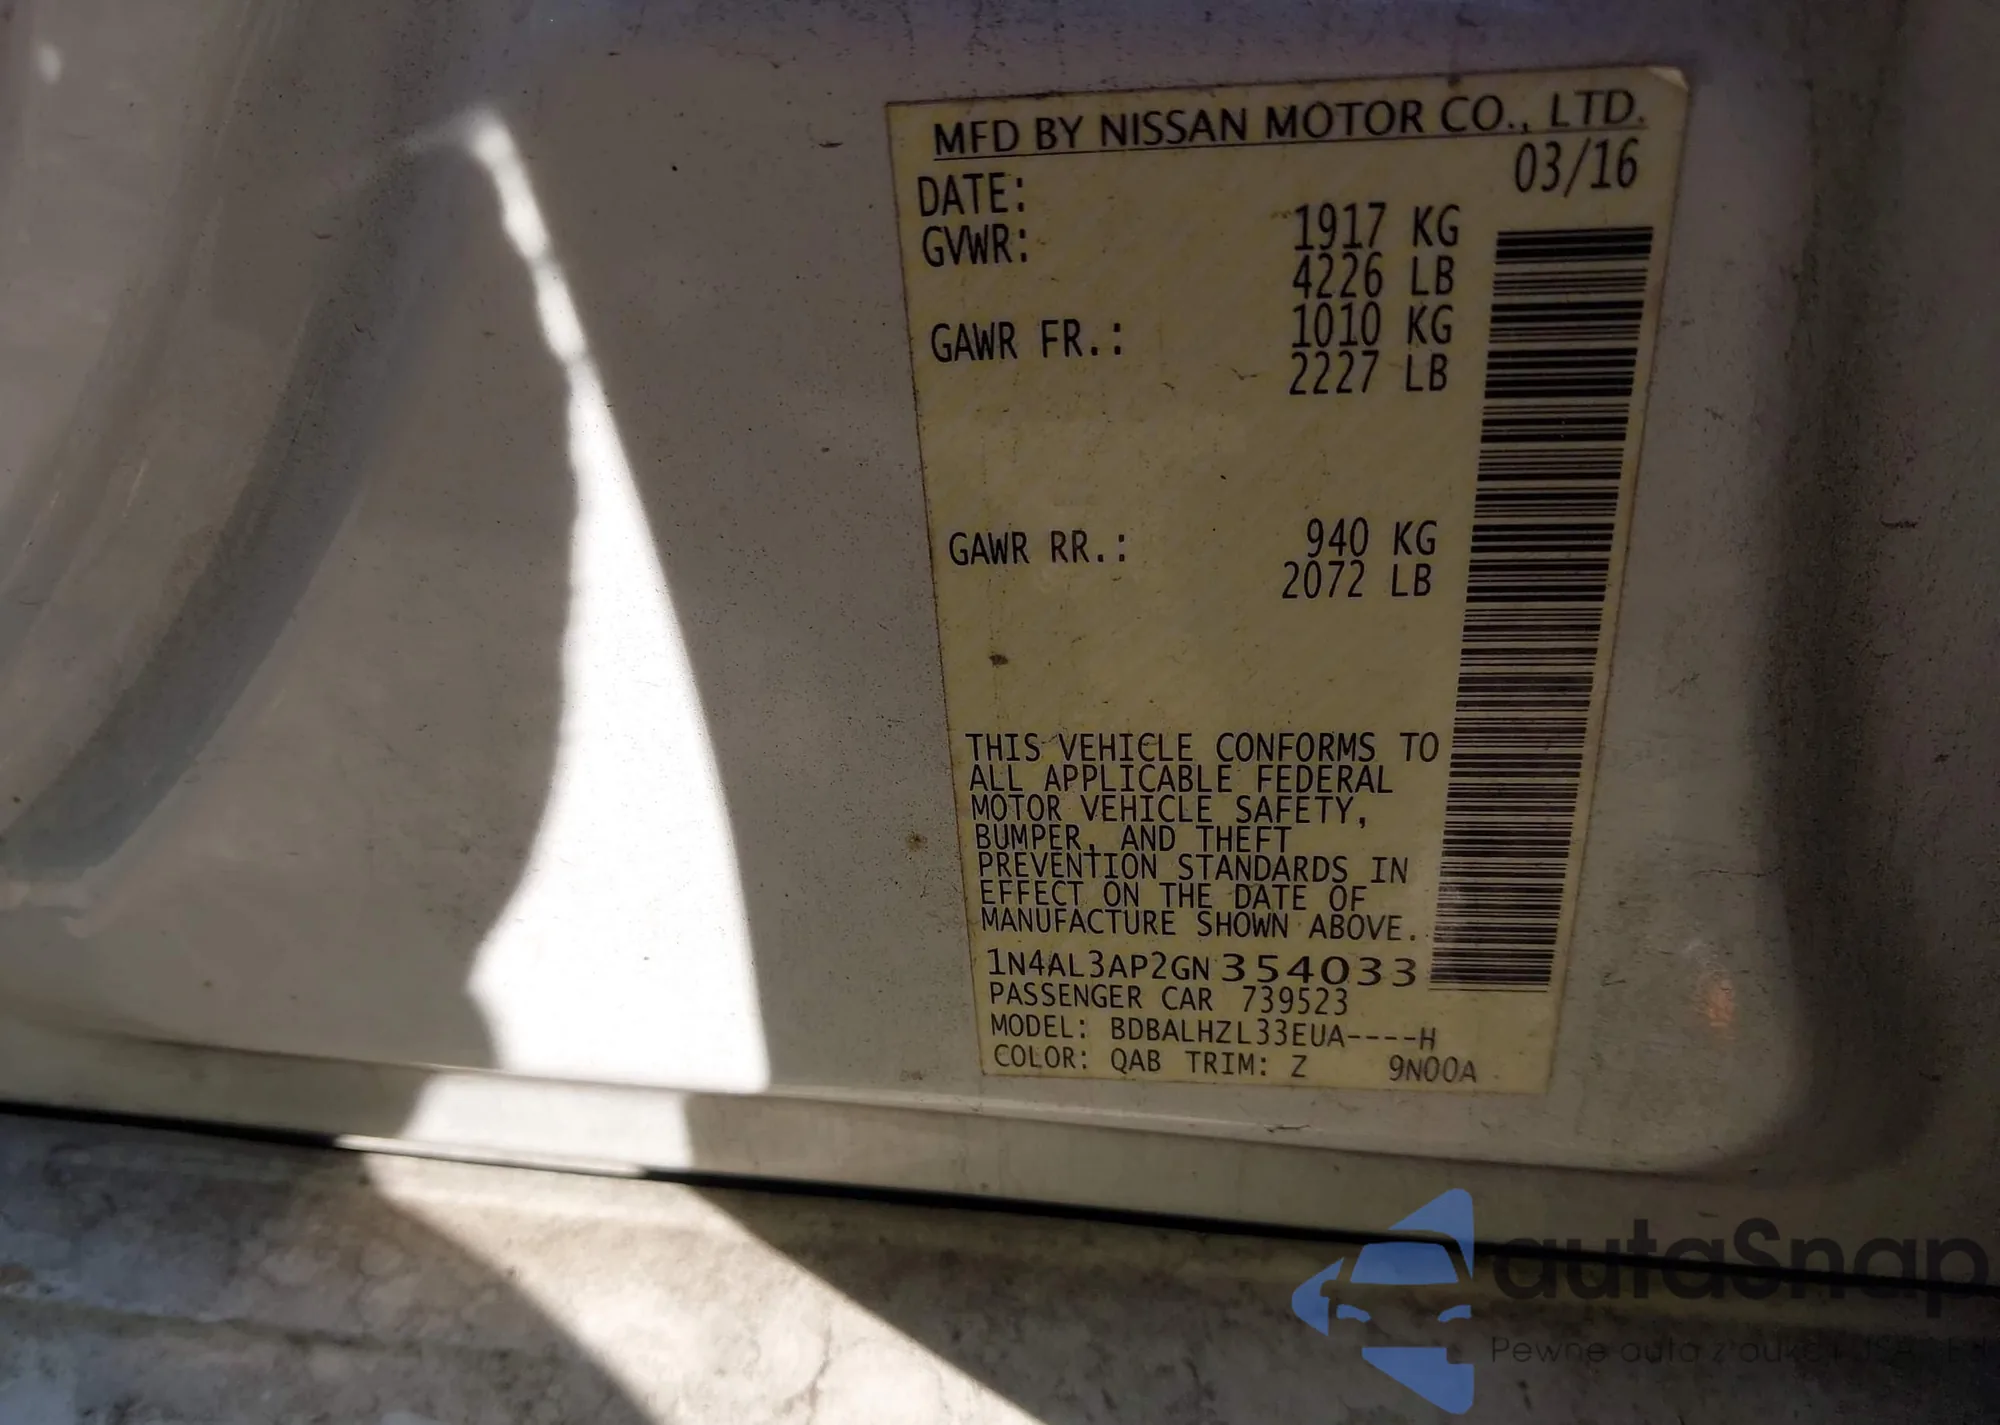 MFD BY NISSAN MOTOR CO., LTD.
DATE: 03/16
GVWR: 1917 KG
4226 LB
GAWR FR.: 1010 KG
2227 LB
GAWR RR.: 940 KG
2072 LB
THIS VEHICLE CONFORMS TO
ALL APPLICABLE FEDERAL
MOTOR VEHICLE SAFETY,
BUMPER, AND THEFT
PREVENTION STANDARDS IN
EFFECT ON THE DATE OF
MANUFACTURE SHOWN ABOVE.
1N4AL3AP2GN354033
PASSENGER CAR 739523
MODEL: BDBALHZL33EUA----H
COLOR: QAB TRIM: Z 9N00A
autaSnap
Pewne auta z